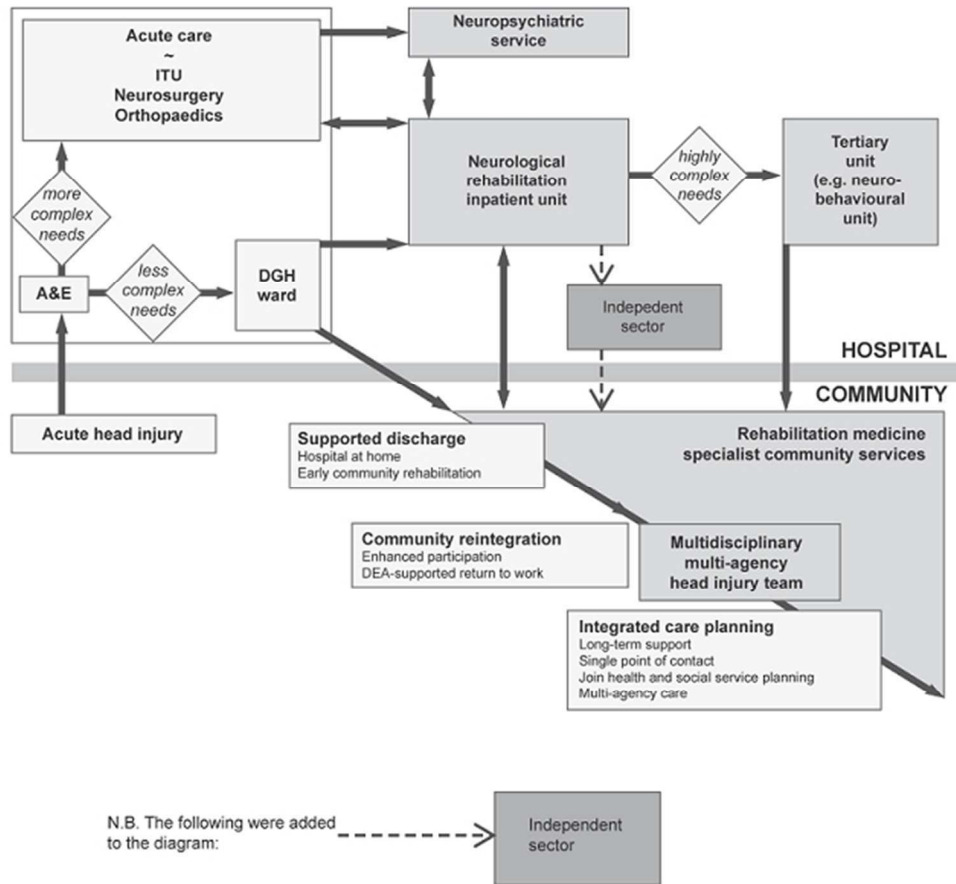 Acute care
~
ITU
Neurosurgery
Orthopaedics
Neuropsychiatric
service
more
complex
needs
Neurological
rehabilitation
inpatient unit
highly
complex
needs
Tertiary
unit
(e.g. neuro-
behavioural
unit)
A&E
less
complex
needs
DGH
ward
Indepedent
sector
HOSPITAL
COMMUNITY
Acute head injury
Supported discharge
Hospital at home
Early community rehabilitation
Rehabilitation medicine
specialist community services
Community reintegration
Enhanced participation
DEA-supported return to work
Multidisciplinary
multi-agency
head injury team
Integrated care planning
Long-term support
Single point of contact
Join health and social service planning
Multi-agency care
N.B. The following were added
to the diagram:
Independent
sector